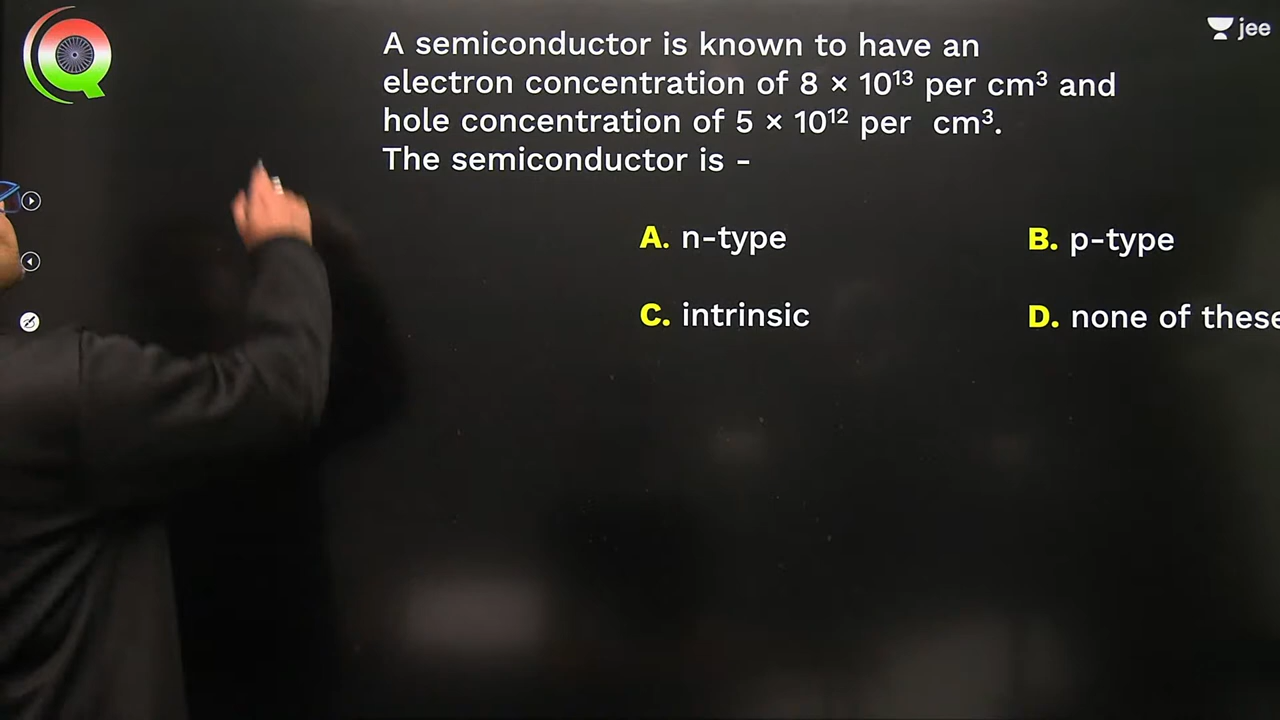 jee
A semiconductor is known to have an
electron concentration of 8 × 10¹³ per cm³ and
hole concentration of 5 × 10¹² per cm³.
The semiconductor is -
A. n-type
B. p-type
C. intrinsic
D. none of these